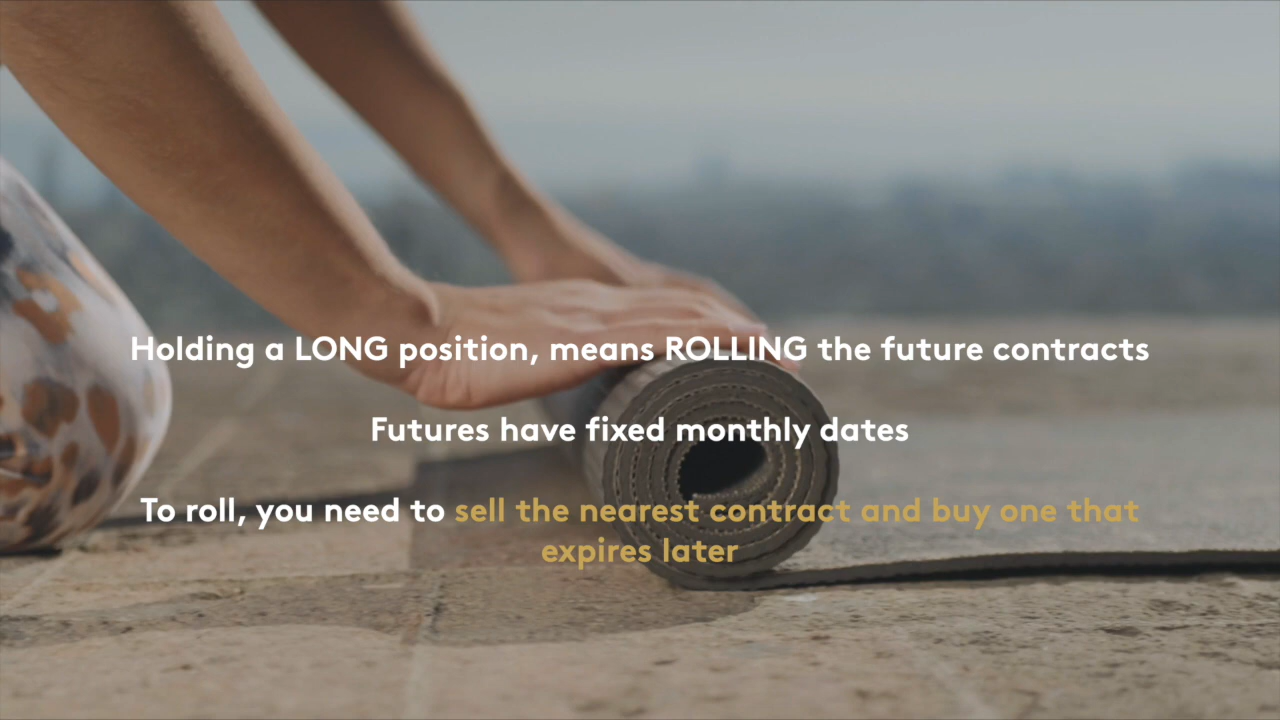 Holding a LONG position, means ROLLING the future contracts
Futures have fixed monthly dates
To roll, you need to sell the nearest contract and buy one that
expires later